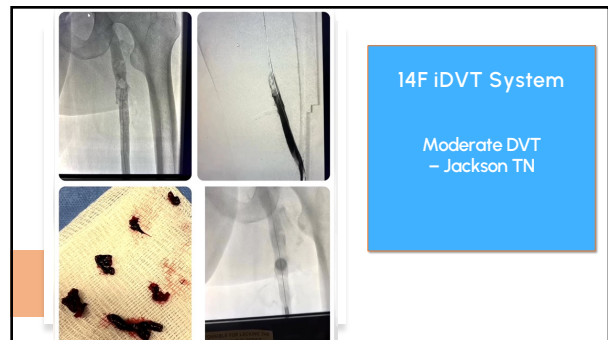 14F iDVT System
Moderate DVT
– Jackson TN